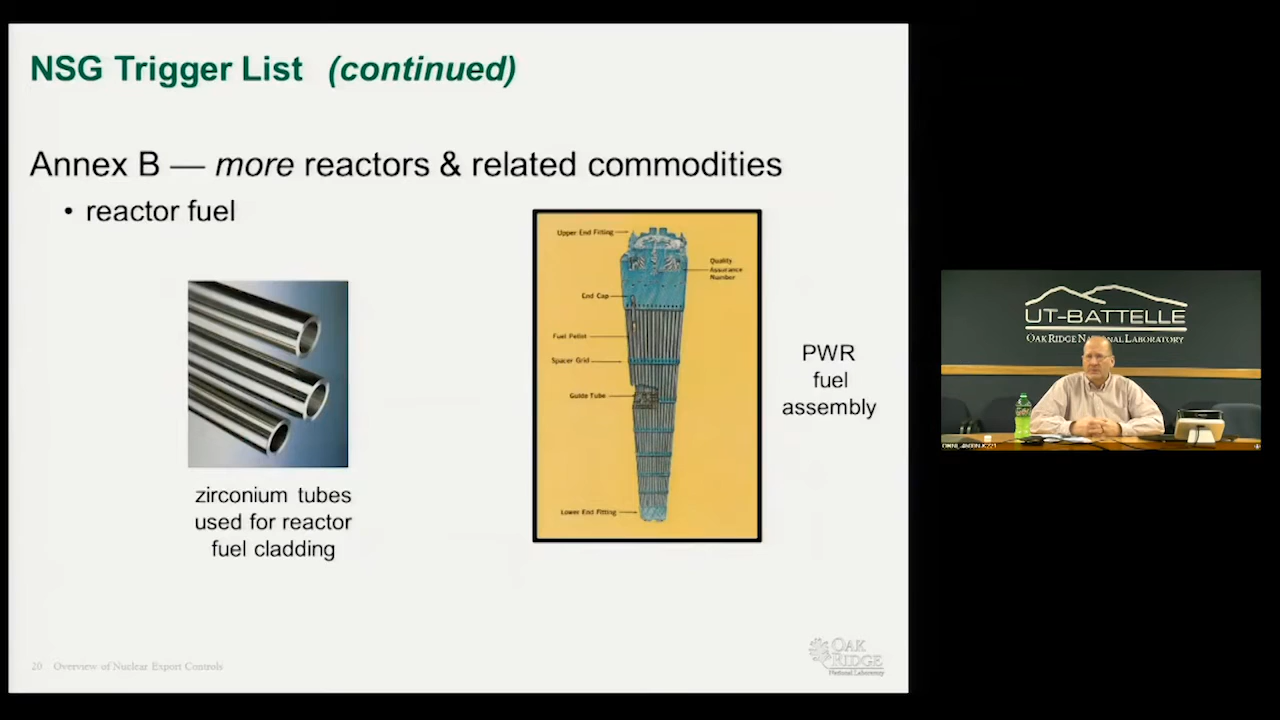 NSG Trigger List (continued)
Annex B — more reactors & related commodities
• reactor fuel
zirconium tubes
used for reactor
fuel cladding
Upper End Fitting
Quality
Assurance
Number
End Cap
Fuel Pellet
Spacer Grid
Guide Tube
Lower End Fitting
PWR
fuel
assembly
20 Overview of Nuclear Export Controls
OAK
RIDGE
National Laboratory
UT-BATTELLE
OAK RIDGE NATIONAL LABORATORY